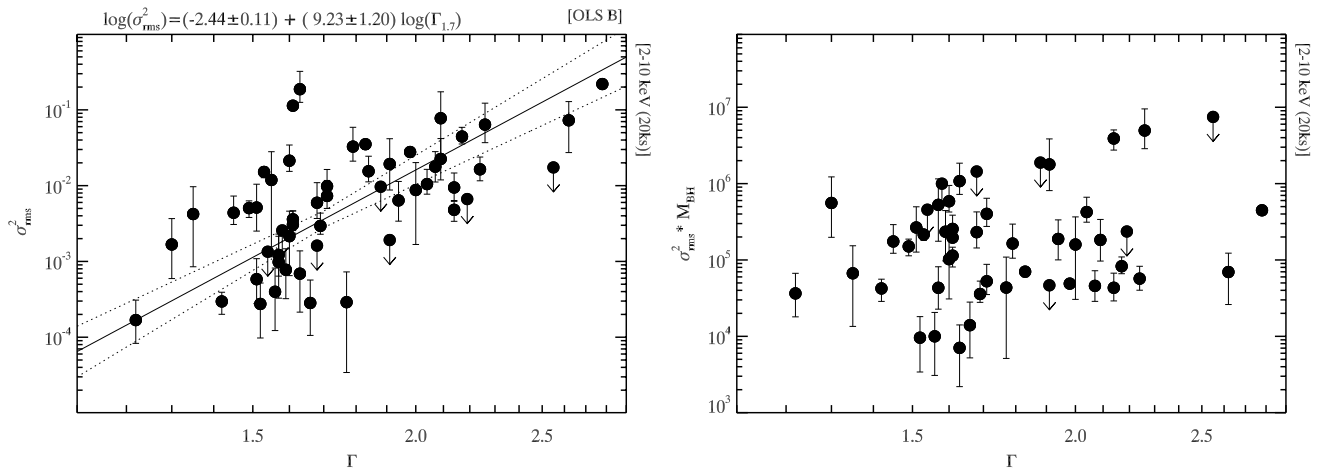 log(σ²rms)=(-2.44±0.11) + ( 9.23±1.20) log(Γ1.7) [OLS B]
[2-10 keV (20ks)]
σ²rms
10⁻¹
10⁻²
10⁻³
10⁻⁴
1.5 2.0 2.5
Γ
[2-10 keV (20ks)]
σ²rms * MBH
10⁷
10⁶
10⁵
10⁴
10³
1.5 2.0 2.5
Γ